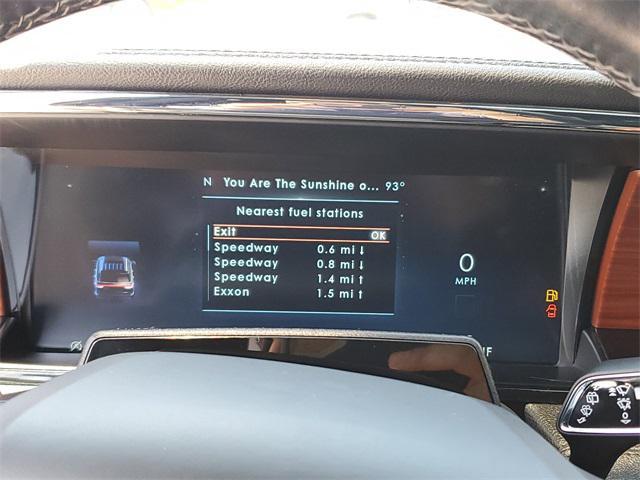 N You Are The Sunshine o... 93°
Nearest fuel stations
Exit OK
Speedway 0.6 mi ↓
Speedway 0.8 mi ↓
Speedway 1.4 mi ↑
Exxon 1.5 mi ↑
0
MPH